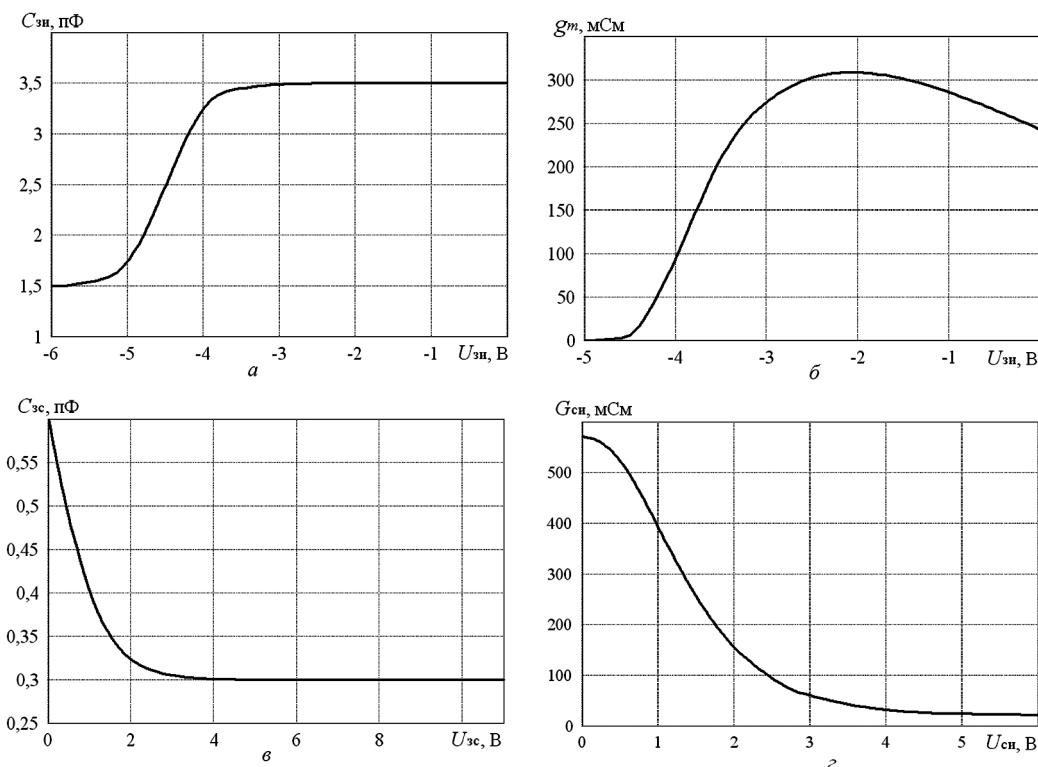 Cзи, пФ
3,5
3
2,5
2
1,5
1
-6 -5 -4 -3 -2 -1 Uзи, В
а
gm, мСм
300
250
200
150
100
50
0
-5 -4 -3 -2 -1 Uзи, В
б
Cзс, пФ
0,55
0,5
0,45
0,4
0,35
0,3
0,25
0 2 4 6 8 Uзс, В
в
Gси, мСм
500
400
300
200
100
0
0 1 2 3 4 5 Uси, В
г